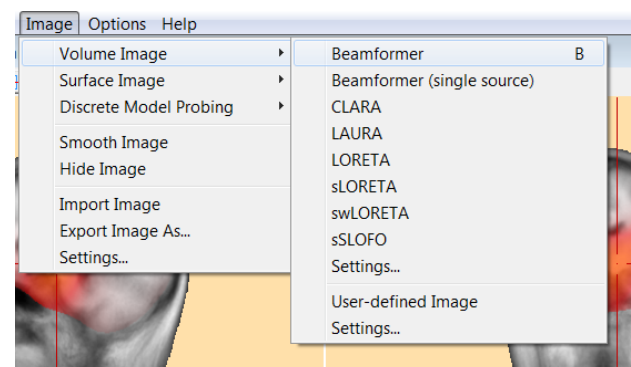 Image Options Help
Volume Image
Surface Image
Discrete Model Probing
Smooth Image
Hide Image
Import Image
Export Image As...
Settings...
Beamformer B
Beamformer (single source)
CLARA
LAURA
LORETA
sLORETA
swLORETA
sSLOFO
Settings...
User-defined Image
Settings...